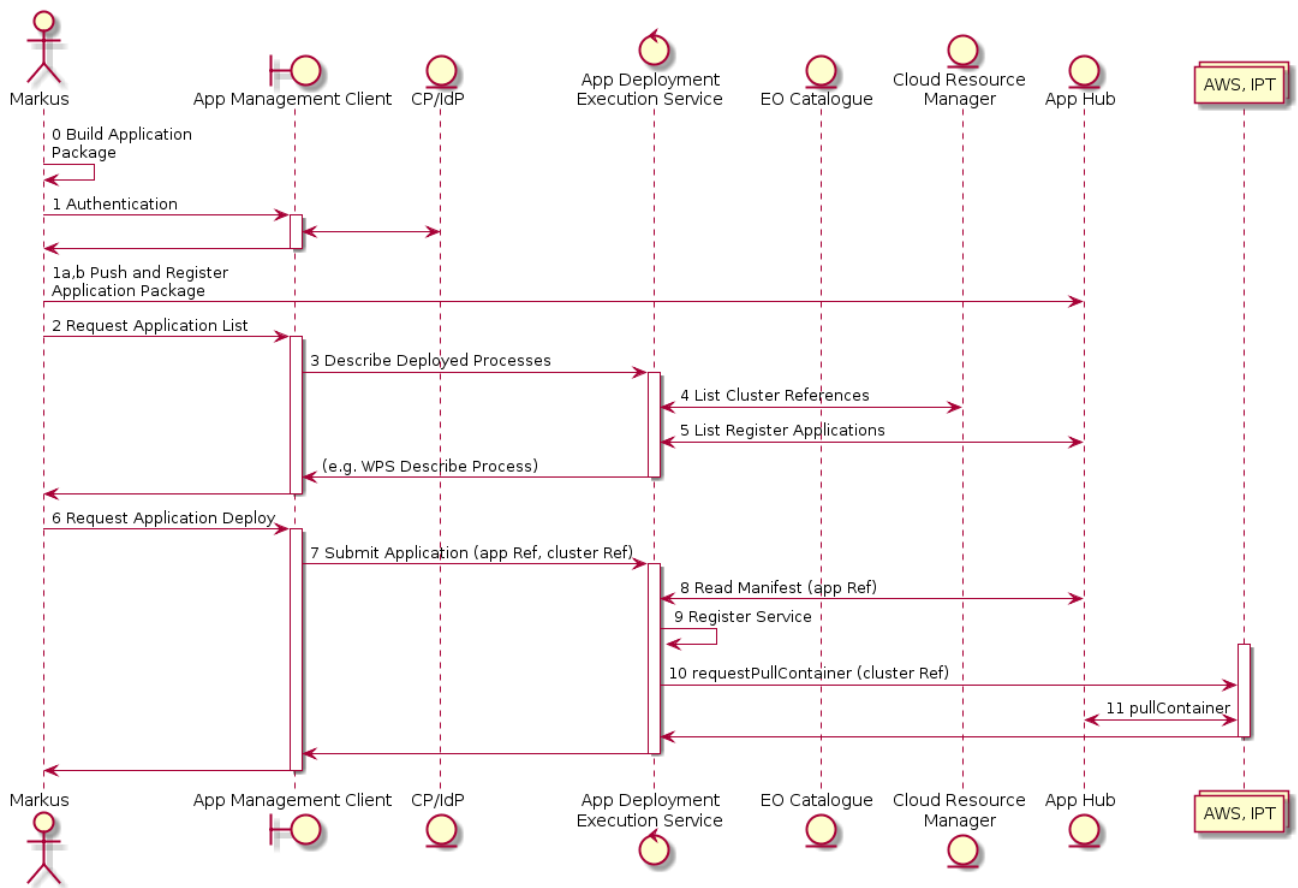 Markus
App Management Client
CP/IdP
App Deployment
Execution Service
EO Catalogue
Cloud Resource
Manager
App Hub
AWS, IPT
0 Build Application
Package
1 Authentication
1a,b Push and Register
Application Package
2 Request Application List
3 Describe Deployed Processes
4 List Cluster References
5 List Register Applications
(e.g. WPS Describe Process)
6 Request Application Deploy
7 Submit Application (app Ref, cluster Ref)
8 Read Manifest (app Ref)
9 Register Service
10 requestPullContainer (cluster Ref)
11 pullContainer
Markus
App Management Client
CP/IdP
App Deployment
Execution Service
EO Catalogue
Cloud Resource
Manager
App Hub
AWS, IPT